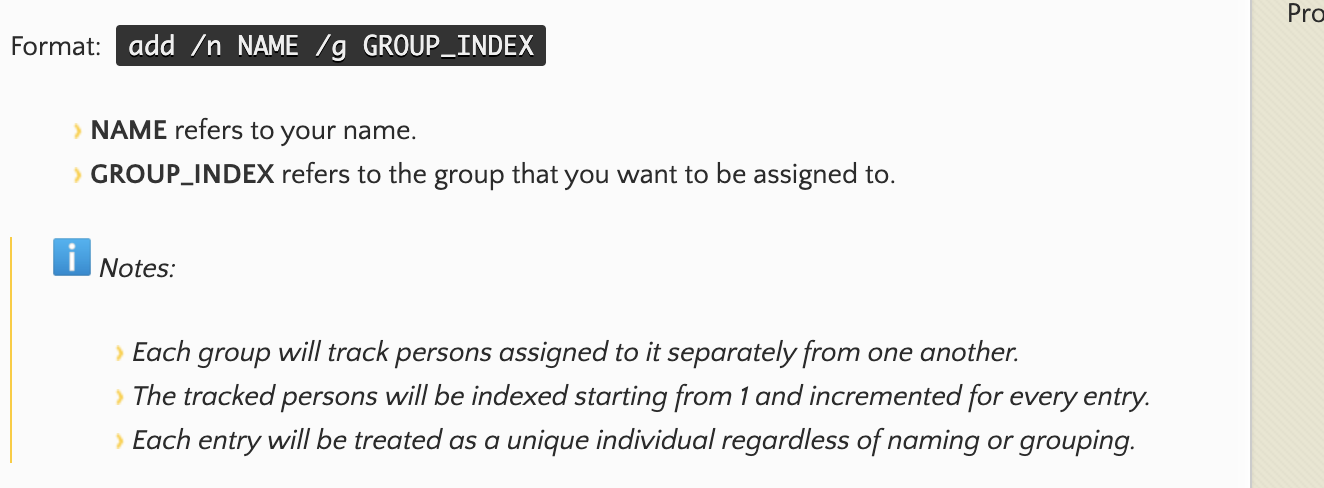 Pro
Format: add /n NAME /g GROUP_INDEX
NAME refers to your name.
GROUP_INDEX refers to the group that you want to be assigned to.
Notes:
Each group will track persons assigned to it separately from one another.
The tracked persons will be indexed starting from 1 and incremented for every entry.
Each entry will be treated as a unique individual regardless of naming or grouping.